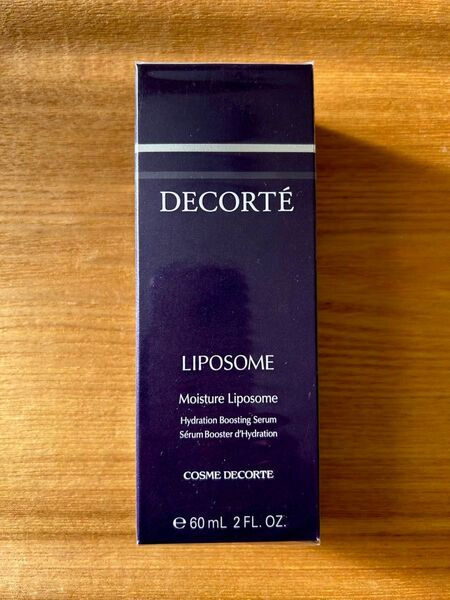 DECORTÉ
LIPOSOME
Moisture Liposome
Hydration Boosting Serum
Sérum Booster d'Hydration
COSME DECORTE
℮ 60 mL 2 FL. OZ.